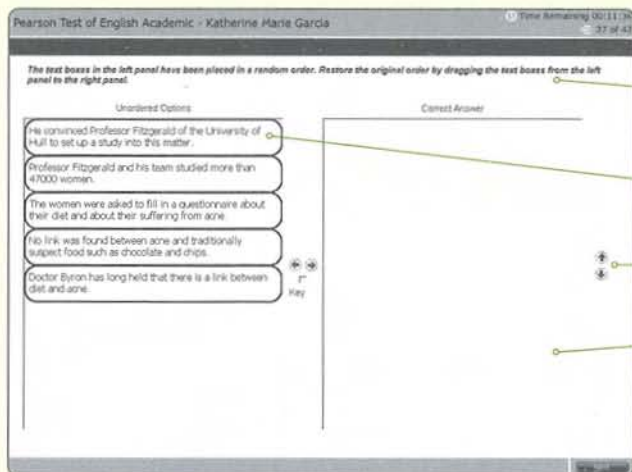 Pearson Test of English Academic - Katherine Marie Garcia
Time Remaining 00:11:34
37 of 43
The text boxes in the left panel have been placed in a random order. Restore the original order by dragging the text boxes from the left
panel to the right panel.
Unordered Options
Correct Answer
He convinced Professor Fitzgerald of the University of
Hull to set up a study into this matter.
Professor Fitzgerald and his team studied more than
47000 women.
The women were asked to fill in a questionnaire about
their diet and about their suffering from acne
No link was found between acne and traditionally
suspect food such as chocolate and chips.
Doctor Byron has long held that there is a link between
diet and acne.
Key